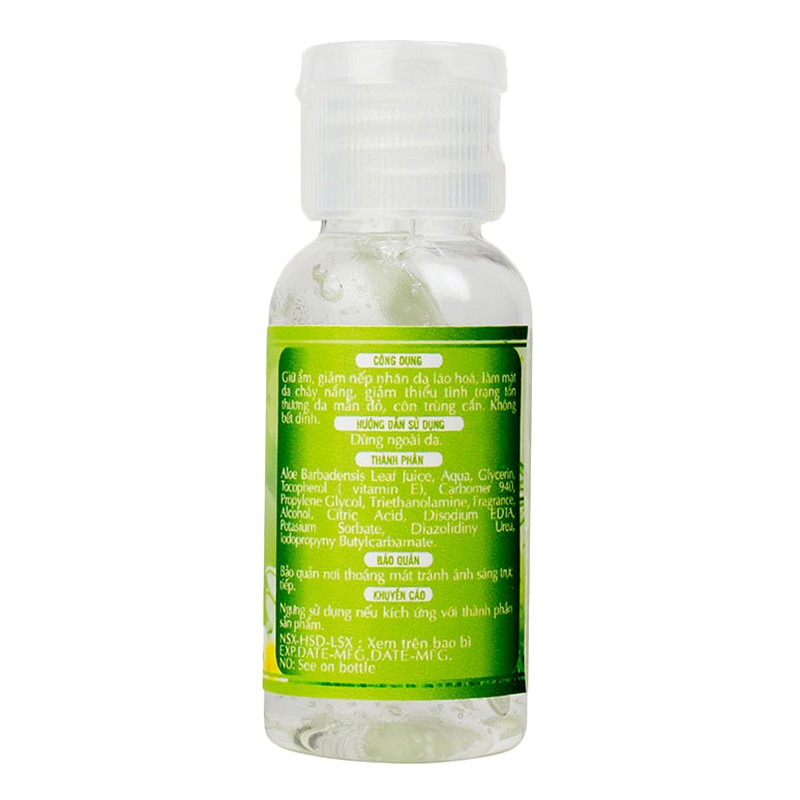 CÔNG DỤNG
Giữ ẩm, giảm nếp nhăn da lão hoá, làm mát
da cháy nắng, giảm thiểu tình trạng tổn
thương da mẩn đỏ, côn trùng cắn. Không
bết dính.
HƯỚNG DẪN SỬ DỤNG
Dùng ngoài da.
THÀNH PHẦN
Aloe Barbadensis Leaf Juice, Aqua, Glycerin,
Tocopherol ( vitamin E), Carbomer 940,
Propylene Glycol, Triethanolamine, Fragrance,
Alcohol, Citric Acid, Disodium EDTA,
Potasium Sorbate, Diazolidiny Urea,
Iodopropyny Butylcarbamate.
BẢO QUẢN
Bảo quản nơi thoáng mát tránh ánh sáng trực
tiếp.
KHUYẾN CÁO
Ngưng sử dụng nếu kích ứng với thành phần
sản phẩm.
NSX-HSD-LSX : Xem trên bao bì
EXP.DATE-MFG.DATE-MFG.
NO: See on bottle